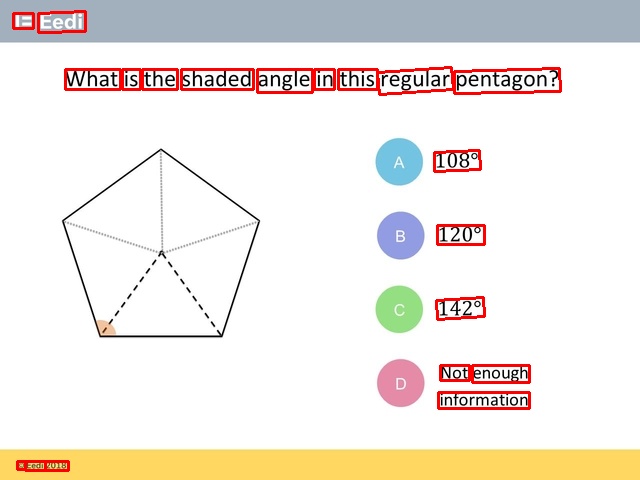 Eedi
What is the shaded angle in this regular pentagon?
A 108°
B 120°
C 142°
D Not enough
information
© Eedi 2018